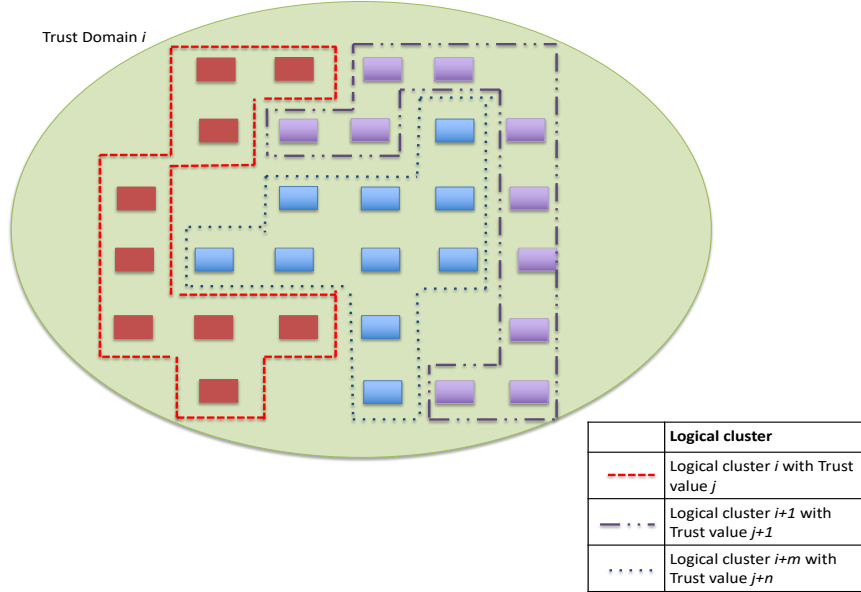 Trust Domain i
Logical cluster
Logical cluster i with Trust
value j
Logical cluster i+1 with
Trust value j+1
Logical cluster i+m with
Trust value j+n